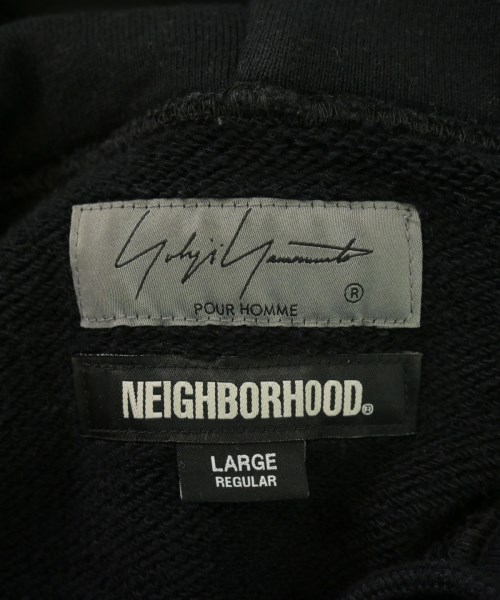 Yohji Yamamoto
®
POUR HOMME
NEIGHBORHOOD®
LARGE
REGULAR